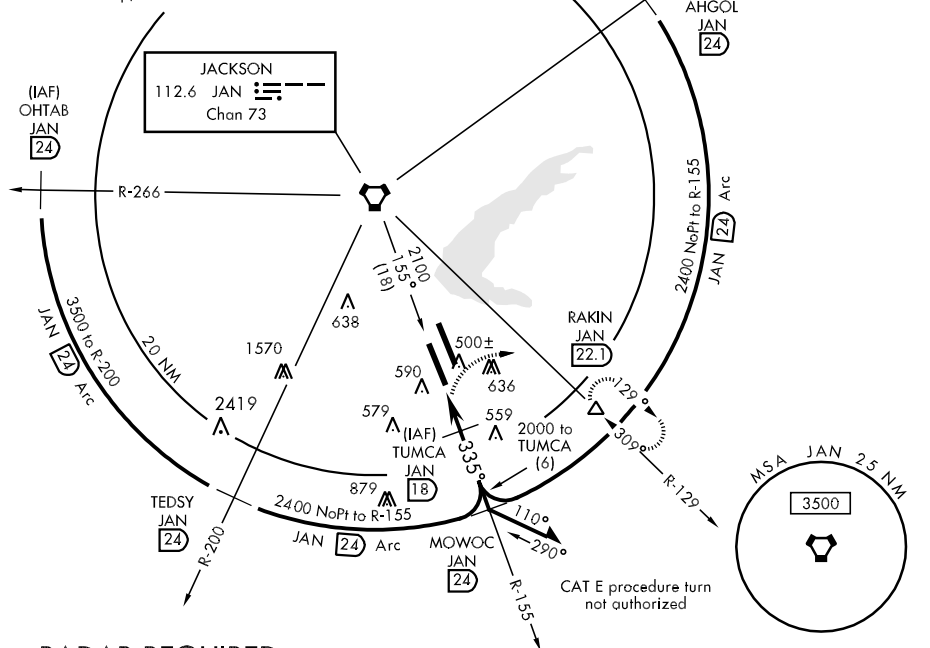 AHGOL
JAN
24
JACKSON
112.6 JAN
Chan 73
(IAF)
OHTAB
JAN
24
R-266
2400 NoPt to R-155
JAN 24 Arc
2100
155°
(18)
638
3500 to R-200
JAN 24 Arc
20 NM
1570
2419
RAKIN
JAN
22.1
500±
636
590
129°
309°
579
559
(IAF)
TUMCA
JAN
18
335°
2000 to
TUMCA
(6)
879
2400 NoPt to R-155
JAN 24 Arc
TEDSY
JAN
24
R-200
R-129
110°
290°
MOWOC
JAN
24
R-155
CAT E procedure turn
not authorized
MSA JAN 25 NM
3500
RADAR REQUIRED